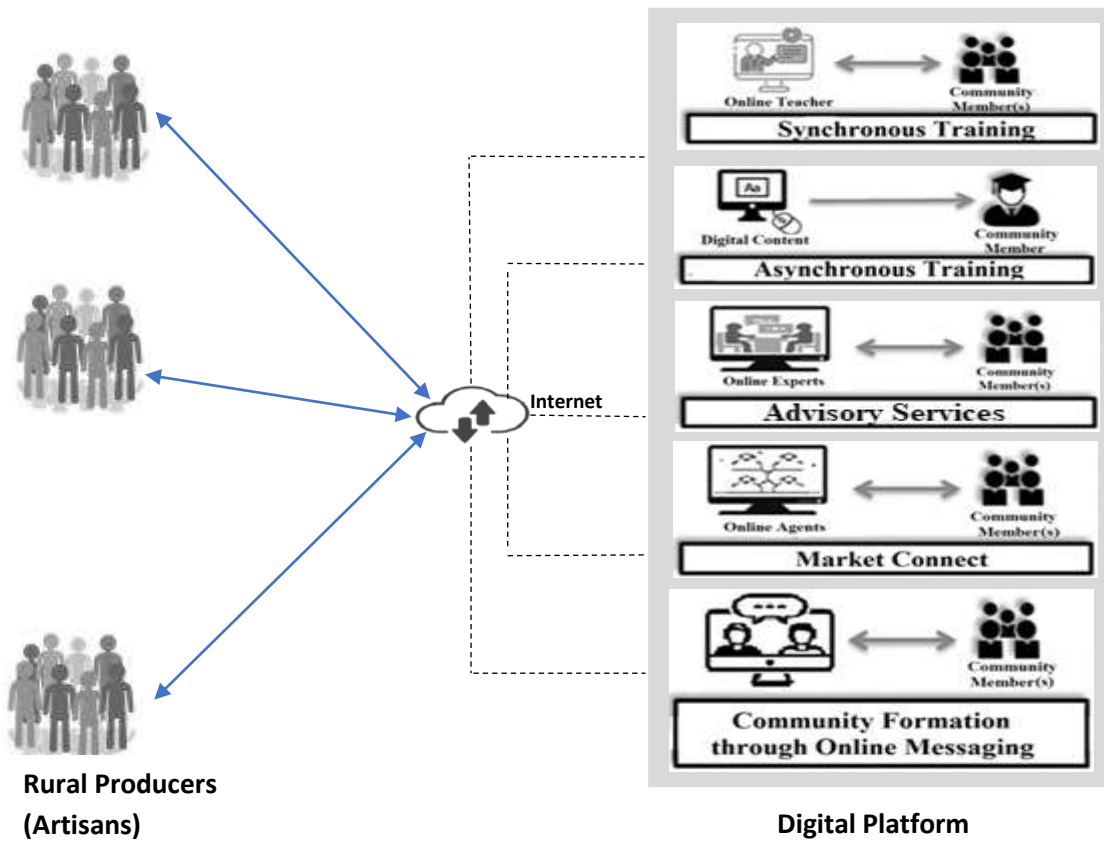 Online Teacher
Community
Member(s)
Synchronous Training
Aa
Digital Content
Community
Member
Asynchronous Training
Online Experts
Community
Member(s)
Advisory Services
Internet
Online Agents
Community
Member(s)
Market Connect
Community
Member(s)
Community Formation
through Online Messaging
Rural Producers
(Artisans)
Digital Platform